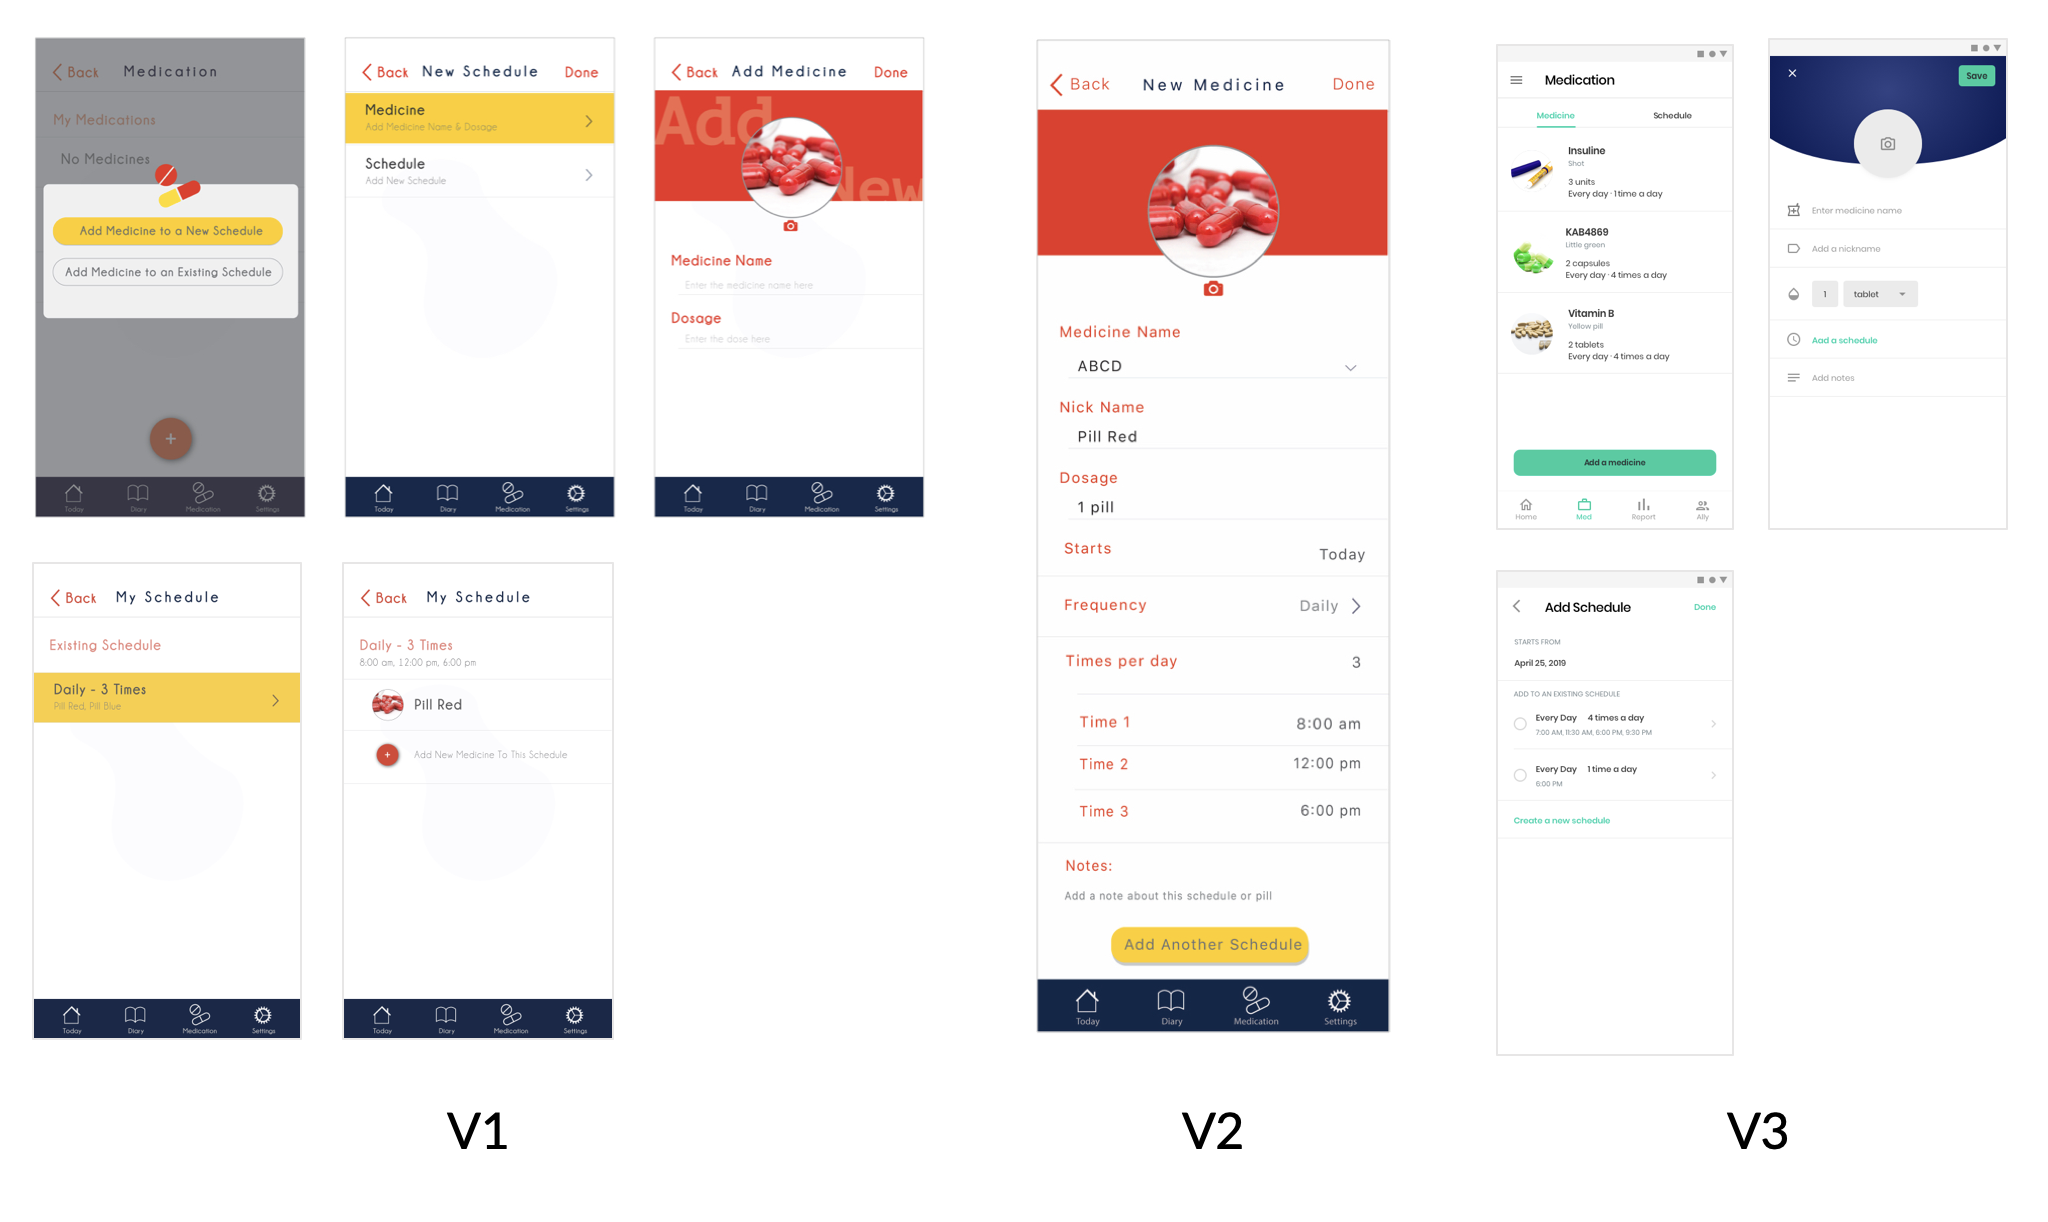 Back Medication
My Medications
No Medicines
Add Medicine to a New Schedule
Add Medicine to an Existing Schedule
+
Today Diary Medication Settings
Back New Schedule Done
Medicine
Add Medicine Name & Dosage
Schedule
Add New Schedule
Today Diary Medication Settings
Back Add Medicine Done
Add
New
Medicine Name
Enter the medicine name here
Dosage
Enter the dose here
Today Diary Medication Settings
Back My Schedule
Existing Schedule
Daily - 3 Times
Pill Red, Pill Blue
Today Diary Medication Settings
Back My Schedule
Daily - 3 Times
8:00 am, 12:00 pm, 6:00 pm
Pill Red
+ Add New Medicine To This Schedule
Today Diary Medication Settings
V1
Back New Medicine Done
Medicine Name
ABCD
Nick Name
Pill Red
Dosage
1 pill
Starts Today
Frequency Daily
Times per day 3
Time 1 8:00 am
Time 2 12:00 pm
Time 3 6:00 pm
Notes:
Add a note about this schedule or pill
Add Another Schedule
Today Diary Medication Settings
V2
Medication
Medicine Schedule
Insuline
Shot
3 units
Every day · 1 time a day
KAB4869
Little green
2 capsules
Every day · 4 times a day
Vitamin B
Yellow pill
2 tablets
Every day · 4 times a day
Add a medicine
Home Med Report Ally
Save
Enter medicine name
Add a nickname
1 tablet
Add a schedule
Add notes
Add Schedule Done
STARTS FROM
April 25, 2019
ADD TO AN EXISTING SCHEDULE
Every Day 4 times a day
7:00 AM, 11:30 AM, 6:00 PM, 9:30 PM
Every Day 1 time a day
6:00 PM
Create a new schedule
V3